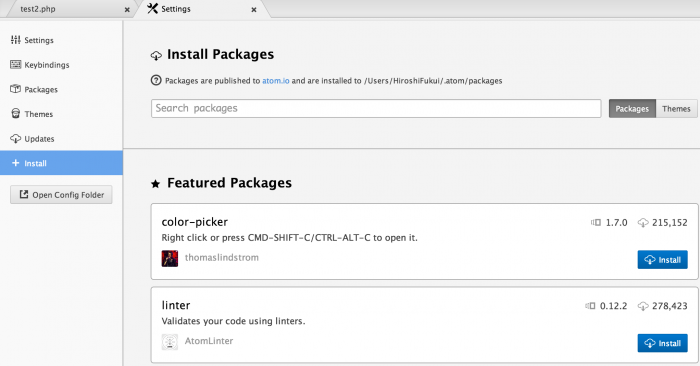 test2.php
Settings
Settings
Keybindings
Packages
Themes
Updates
Install
Open Config Folder
Install Packages
Packages are published to atom.io and are installed to /Users/HiroshiFukui/.atom/packages
Search packages
Packages Themes
Featured Packages
color-picker 1.7.0 215,152
Right click or press CMD-SHIFT-C/CTRL-ALT-C to open it.
thomaslindstrom Install
linter 0.12.2 278,423
Validates your code using linters.
AtomLinter Install